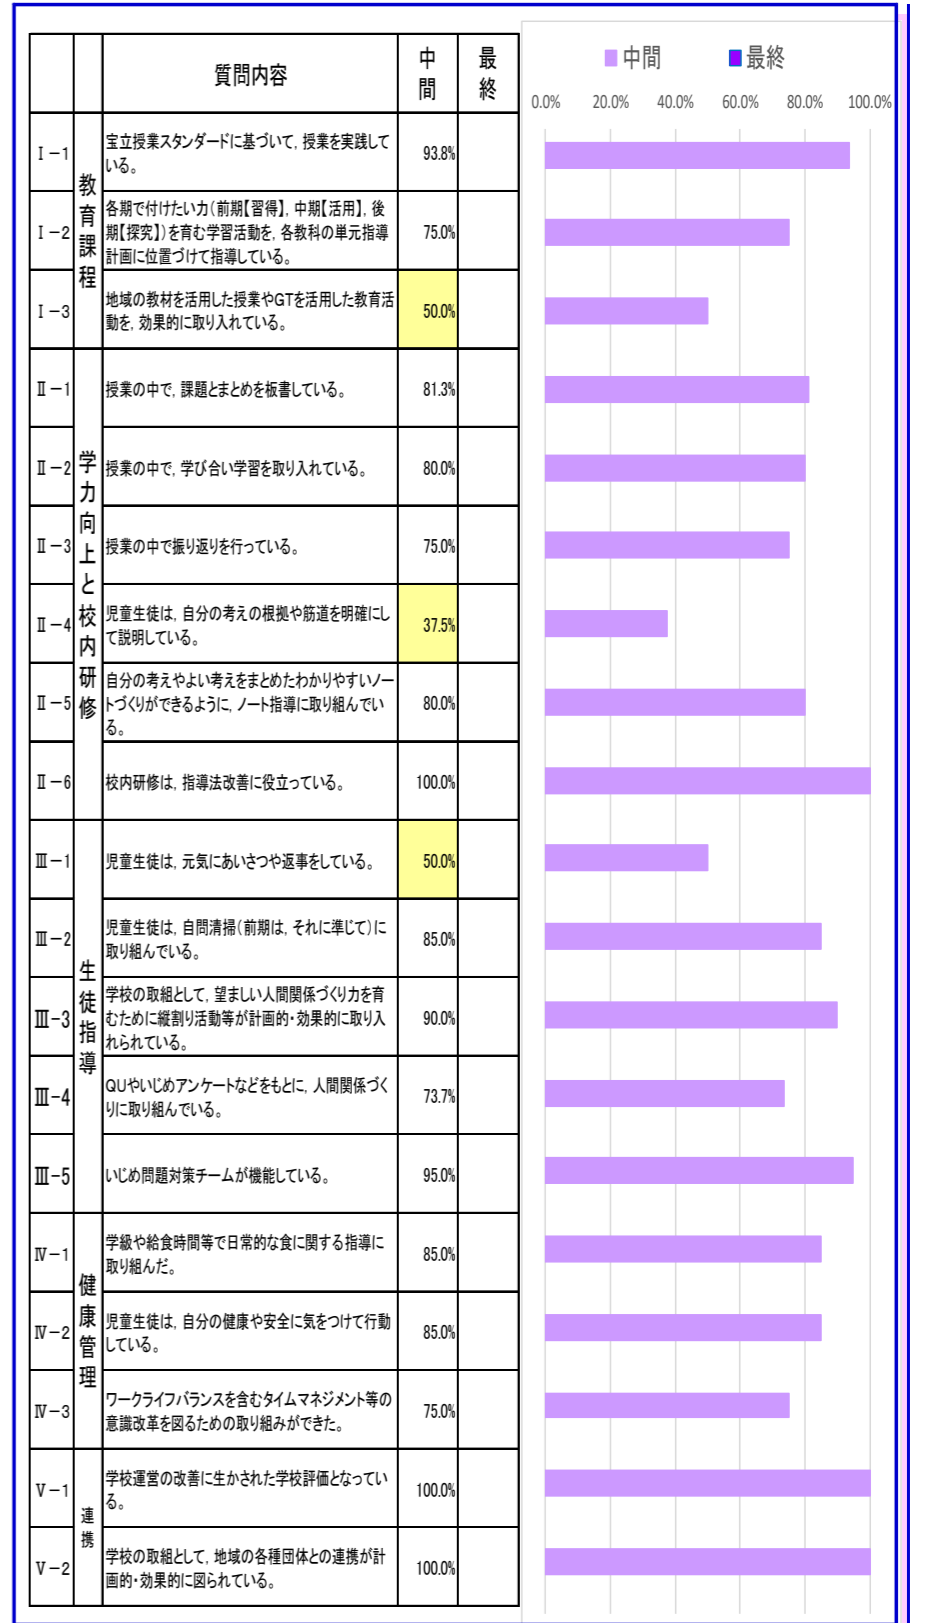 質問内容
中間
最終
中間
最終
0.0%
20.0%
40.0%
60.0%
80.0%
100.0%
教育課程
Ⅰ－1
宝立授業スタンダードに基づいて，授業を実践して
いる。
93.8%
Ⅰ－2
各期で付けたい力（前期【習得】，中期【活用】，後
期【探究】）を育む学習活動を，各教科の単元指導
計画に位置づけて指導している。
75.0%
Ⅰ－3
地域の教材を活用した授業やGTを活用した教育活
動を，効果的に取り入れている。
50.0%
学力向上と校内研修
Ⅱ－1
授業の中で，課題とまとめを板書している。
81.3%
Ⅱ－2
授業の中で，学び合い学習を取り入れている。
80.0%
Ⅱ－3
授業の中で振り返りを行っている。
75.0%
Ⅱ－4
児童生徒は，自分の考えの根拠や筋道を明確にし
て説明している。
37.5%
Ⅱ－5
自分の考えやよい考えをまとめたわかりやすいノー
トづくりができるように，ノート指導に取り組んでい
る。
80.0%
Ⅱ－6
校内研修は，指導法改善に役立っている。
100.0%
生徒指導
Ⅲ－1
児童生徒は，元気にあいさつや返事をしている。
50.0%
Ⅲ－2
児童生徒は，自問清掃（前期は，それに準じて）に
取り組んでいる。
85.0%
Ⅲ-3
学校の取組として，望ましい人間関係づくり力を育
むために縦割り活動等が計画的・効果的に取り入
れられている。
90.0%
Ⅲ-4
QUやいじめアンケートなどをもとに，人間関係づく
りに取り組んでいる。
73.7%
Ⅲ-5
いじめ問題対策チームが機能している。
95.0%
健康管理
Ⅳ－1
学級や給食時間等で日常的な食に関する指導に
取り組んだ。
85.0%
Ⅳ－2
児童生徒は，自分の健康や安全に気をつけて行動
している。
85.0%
Ⅳ－3
ワークライフバランスを含むタイムマネジメント等の
意識改革を図るための取り組みができた。
75.0%
連携
Ⅴ－1
学校運営の改善に生かされた学校評価となってい
る。
100.0%
Ⅴ－2
学校の取組として，地域の各種団体との連携が計
画的・効果的に図られている。
100.0%